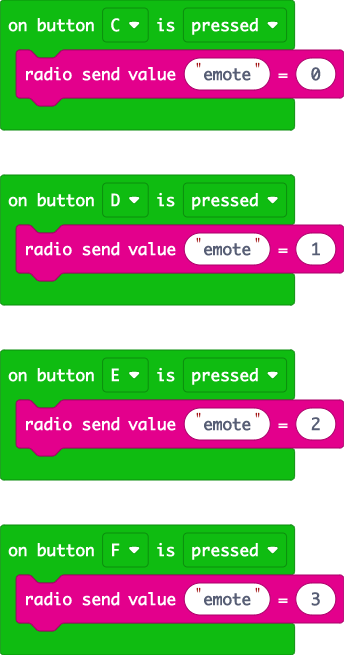 on button C is pressed
radio send value "emote" = 0
on button D is pressed
radio send value "emote" = 1
on button E is pressed
radio send value "emote" = 2
on button F is pressed
radio send value "emote" = 3